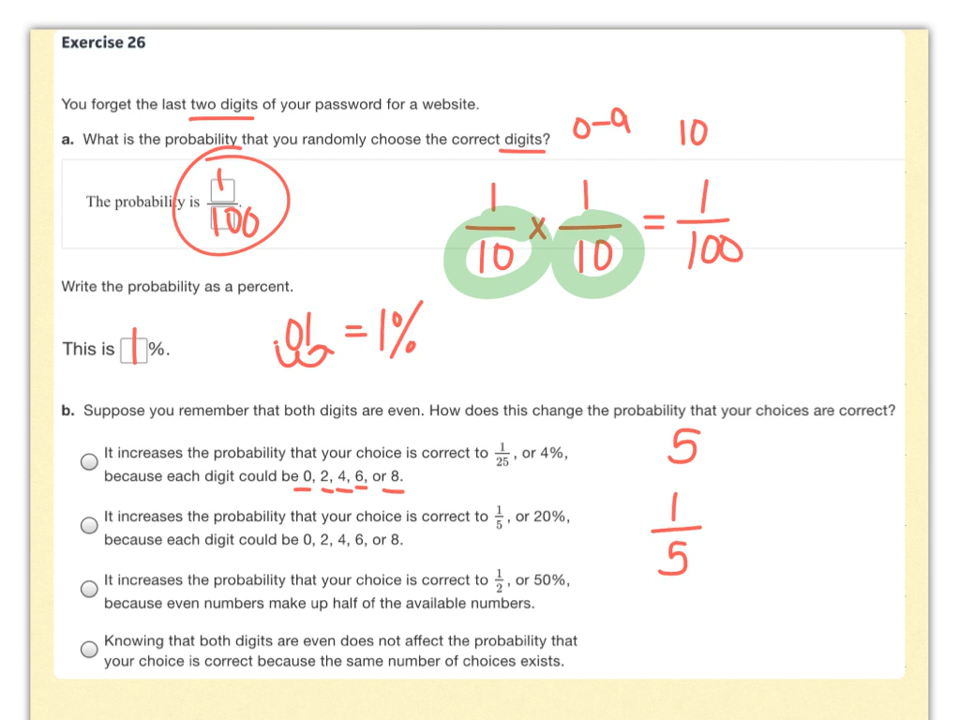 Exercise 26
You forget the last two digits of your password for a website.
a. What is the probability that you randomly choose the correct digits?
0-9 10
The probability is 1/100.
1/10 x 1/10 = 1/100
Write the probability as a percent.
This is 1%.
.01 = 1%
b. Suppose you remember that both digits are even. How does this change the probability that your choices are correct?
It increases the probability that your choice is correct to 1/25, or 4%,
because each digit could be 0, 2, 4, 6, or 8.
5
It increases the probability that your choice is correct to 1/5, or 20%,
because each digit could be 0, 2, 4, 6, or 8.
1/5
It increases the probability that your choice is correct to 1/2, or 50%,
because even numbers make up half of the available numbers.
Knowing that both digits are even does not affect the probability that
your choice is correct because the same number of choices exists.